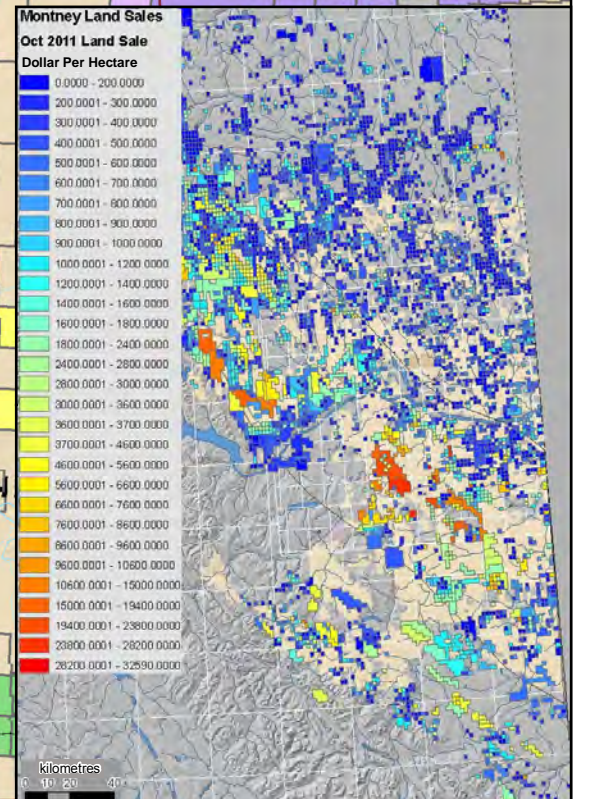 Montney Land Sales
Oct 2011 Land Sale
Dollar Per Hectare
0.0000 - 200.0000
200.0001 - 300.0000
300.0001 - 400.0000
400.0001 - 500.0000
500.0001 - 600.0000
600.0001 - 700.0000
700.0001 - 800.0000
800.0001 - 900.0000
900.0001 - 1000.0000
1000.0001 - 1200.0000
1200.0001 - 1400.0000
1400.0001 - 1600.0000
1600.0001 - 1800.0000
1800.0001 - 2400.0000
2400.0001 - 2800.0000
2800.0001 - 3000.0000
3000.0001 - 3600.0000
3600.0001 - 3700.0000
3700.0001 - 4600.0000
4600.0001 - 5600.0000
5600.0001 - 6600.0000
6600.0001 - 7600.0000
7600.0001 - 8600.0000
8600.0001 - 9600.0000
9600.0001 - 10600.0000
10600.0001 - 15000.0000
15000.0001 - 19400.0000
19400.0001 - 23800.0000
23800.0001 - 28200.0000
28200.0001 - 32590.0000
kilometres
0 10 20 40